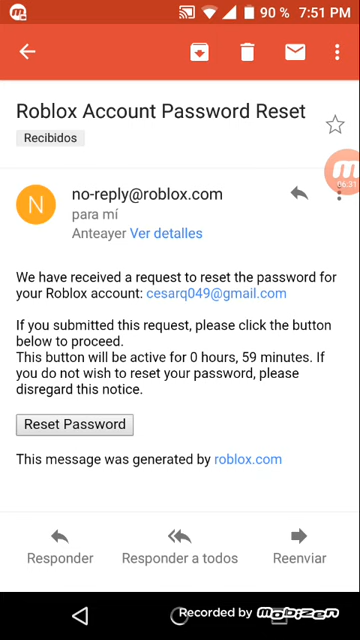 90 % 7:51 PM
Roblox Account Password Reset
Recibidos
06:31
N
no-reply@roblox.com
para mí
Anteayer Ver detalles
We have received a request to reset the password for
your Roblox account: cesarq049@gmail.com
If you submitted this request, please click the button
below to proceed.
This button will be active for 0 hours, 59 minutes. If
you do not wish to reset your password, please
disregard this notice.
Reset Password
This message was generated by roblox.com
Responder Responder a todos Reenviar
Recorded by mobizen